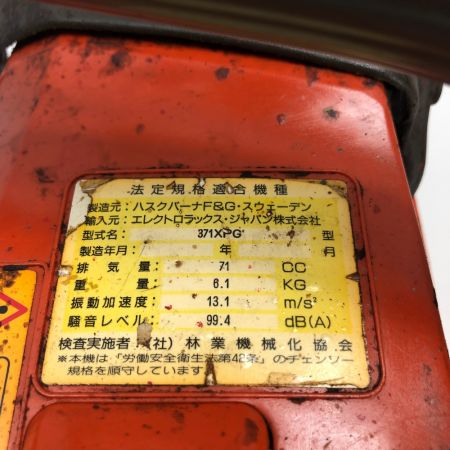 法定規格適合機種
製造元：ハスクバーナF&G・スウェーデン
輸入元：エレクトロラックス・ジャパン株式会社
型式名： 371XPG 型
製造年月： 年 月
排気量： 71 CC
重量： 6.1 KG
振動加速度： 13.1 m/s²
騒音レベル： 99.4 dB(A)
検査実施者：(社)林業機械化協会
※本機は、「労働安全衛生法第42条」のチェンソー
規格を順守しています。